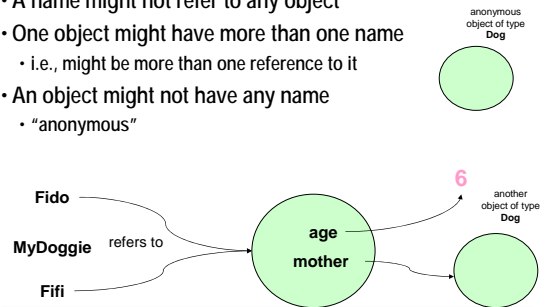 • A name might not refer to any object
• One object might have more than one name
• i.e., might be more than one reference to it
• An object might not have any name
• "anonymous"
anonymous
object of type
Dog
Fido
MyDoggie
Fifi
refers to
age
mother
6
another
object of type
Dog